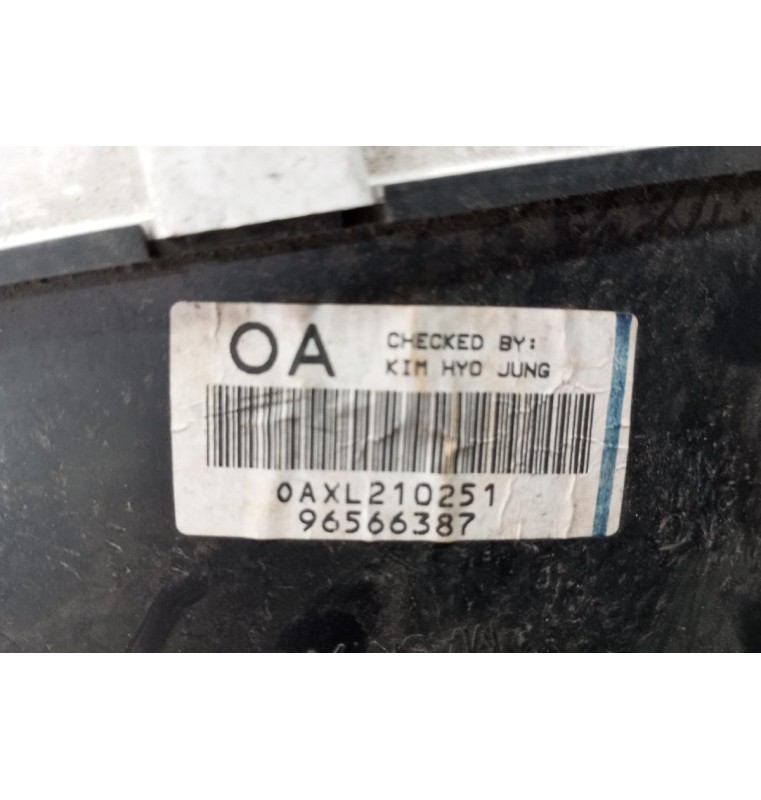 OA
CHECKED BY:
KIM HYO JUNG
0AXL210251
96566387